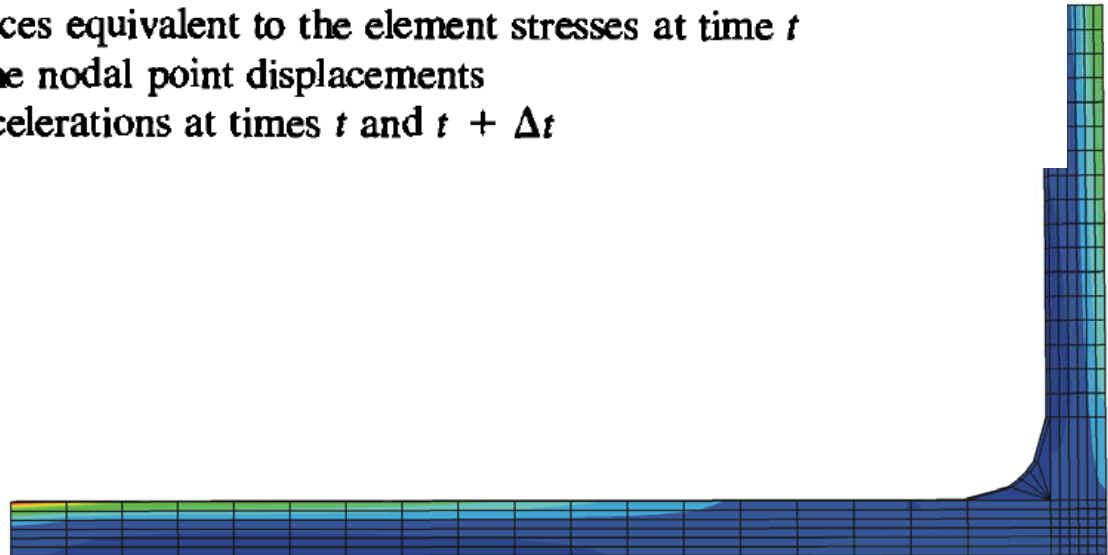 ces equivalent to the element stresses at time t
e nodal point displacements
celerations at times t and t + Δt